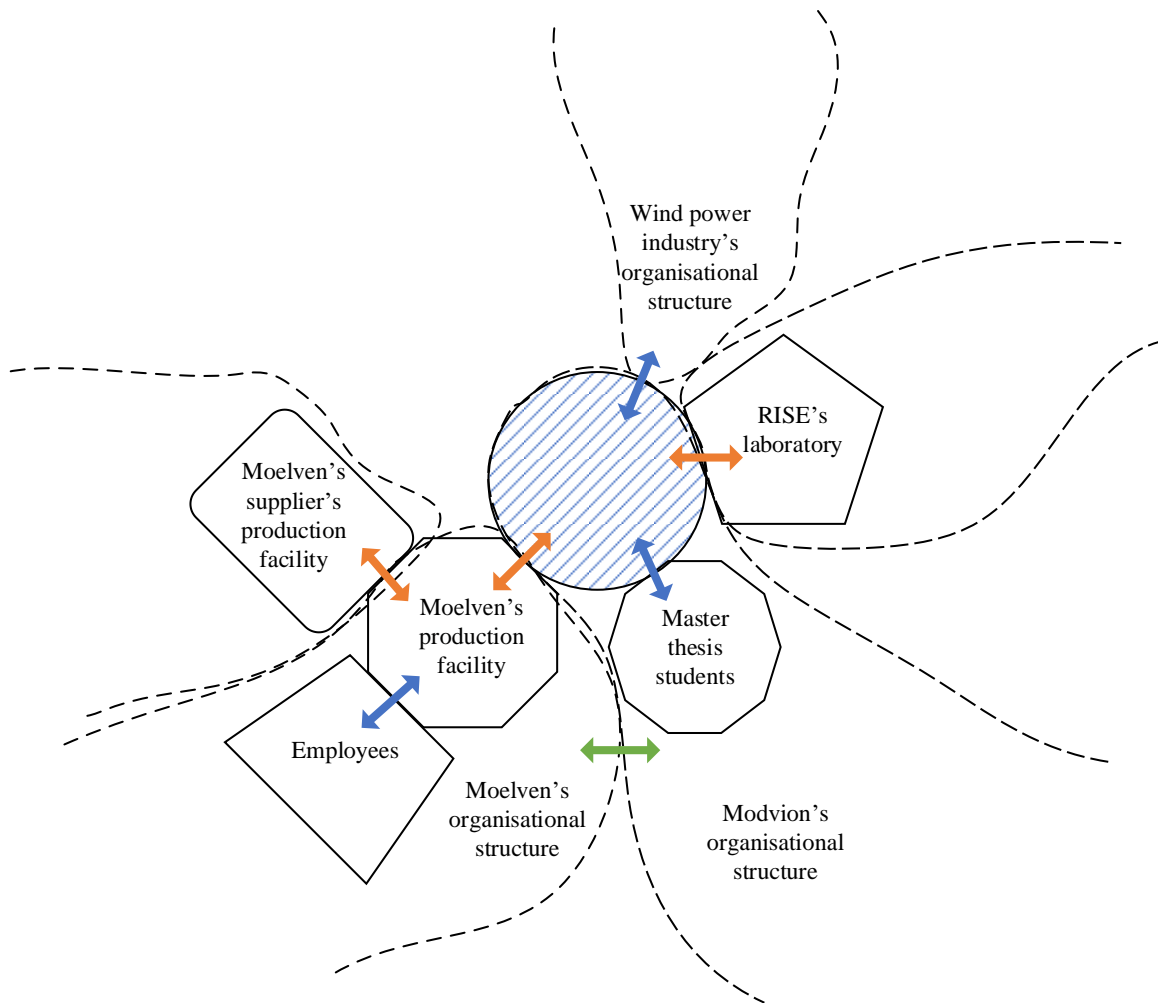 Wind power
industry’s
organisational
structure
RISE’s
laboratory
Moelven’s
supplier’s
production
facility
Moelven’s
production
facility
Master
thesis
students
Employees
Moelven’s
organisational
structure
Modvion’s
organisational
structure